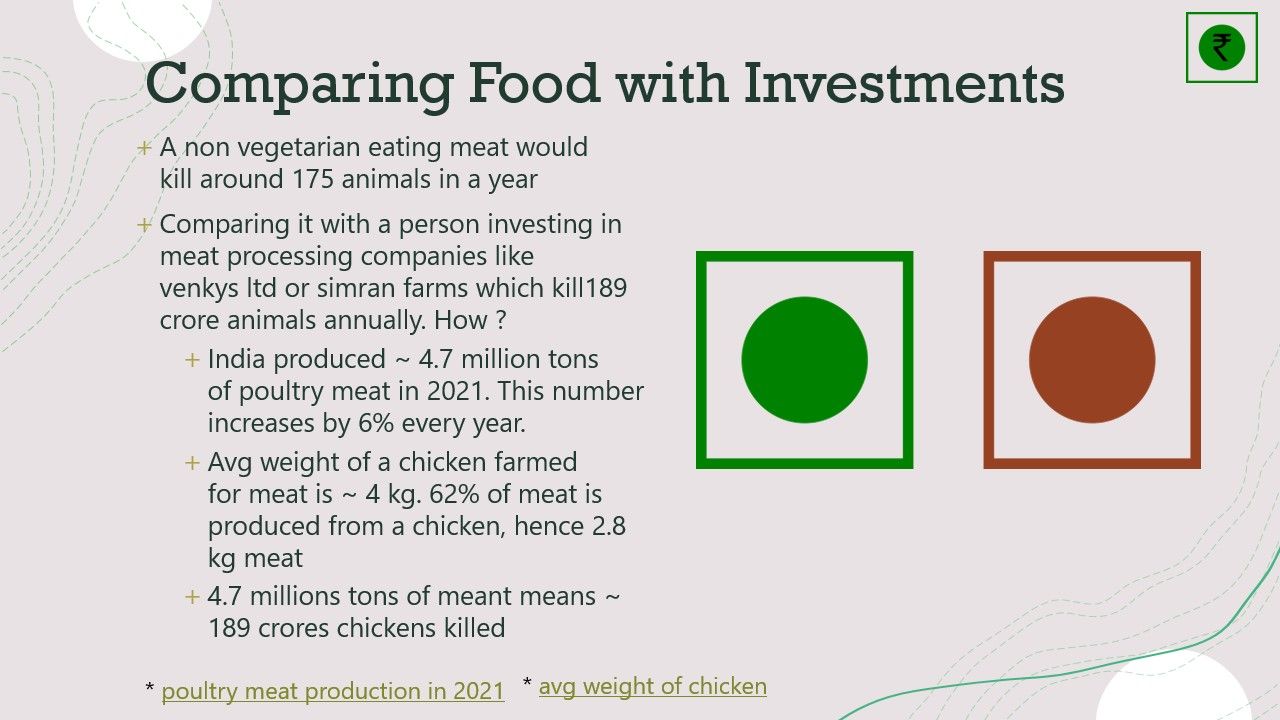 ₹
Comparing Food with Investments
+ A non vegetarian eating meat would
kill around 175 animals in a year
+ Comparing it with a person investing in
meat processing companies like
venkys ltd or simran farms which kill189
crore animals annually. How ?
+ India produced ~ 4.7 million tons
of poultry meat in 2021. This number
increases by 6% every year.
+ Avg weight of a chicken farmed
for meat is ~ 4 kg. 62% of meat is
produced from a chicken, hence 2.8
kg meat
+ 4.7 millions tons of meant means ~
189 crores chickens killed
* poultry meat production in 2021
* avg weight of chicken